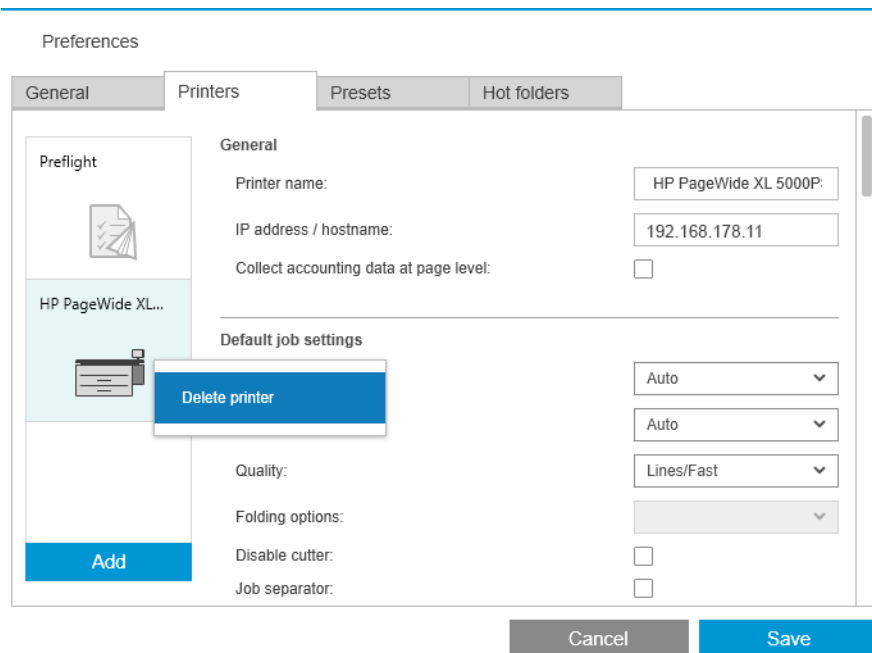 Preferences
General
Printers
Presets
Hot folders
Preflight
HP PageWide XL...
Add
General
Printer name:
HP PageWide XL 5000P
IP address / hostname:
192.168.178.11
Collect accounting data at page level:
Default job settings
Delete printer
Auto
Auto
Quality:
Lines/Fast
Folding options:
Disable cutter:
Job separator:
Cancel
Save